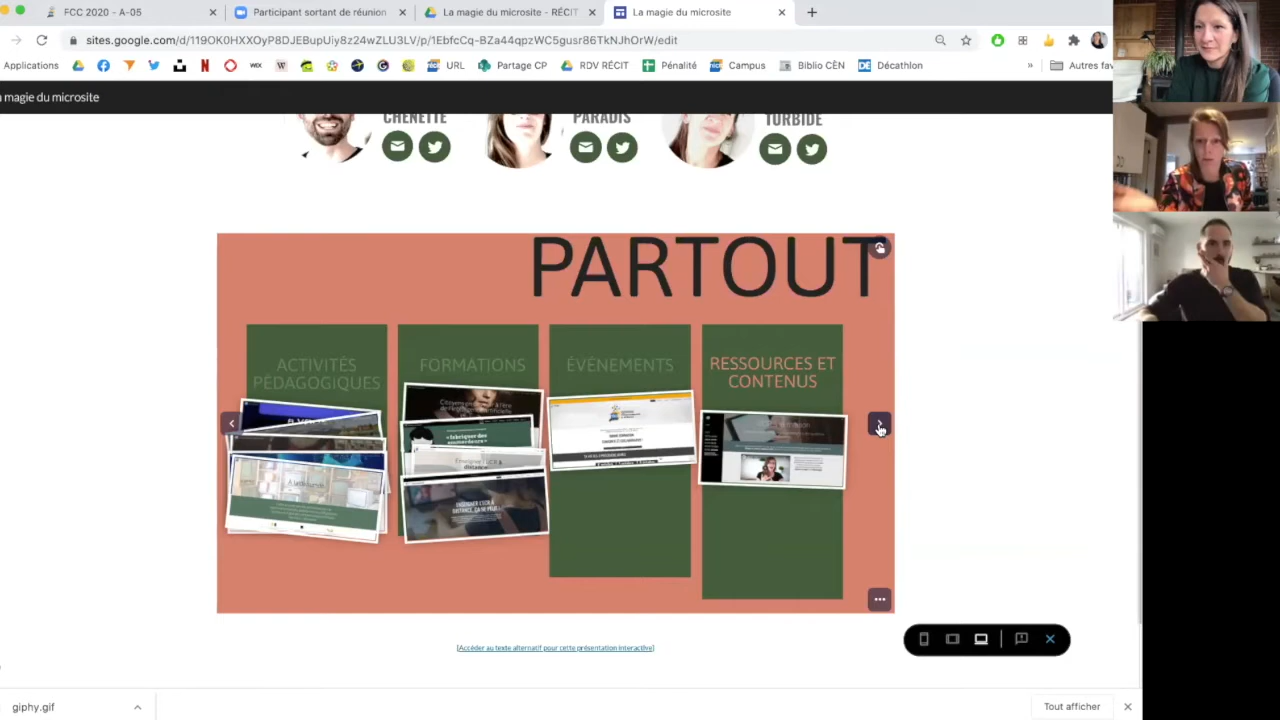 FCC 2020 - A-05
Participant sortant de réunion
La magie du microsite - RÉCIT
La magie du microsite
sites.google.com/d/119OK0HXXOyP8DJEBupUiy8z24wZLU3LV/p/1EbYsCq-BZa44qpzWC5gusr86TkNJhOrW/edit
Applications
URL
Partage CP
RDV RÉCIT
Pénalité
Campus
Biblio CÉN
Décathlon
»
Autres fav
a magie du microsite
CHENETTE
PARADIS
TURBIDE
PARTOUT
ACTIVITÉS PÉDAGOGIQUES
FORMATIONS
ÉVÈNEMENTS
RESSOURCES ET CONTENUS
[Accéder au texte alternatif pour cette présentation interactive]
giphy.gif
Tout afficher